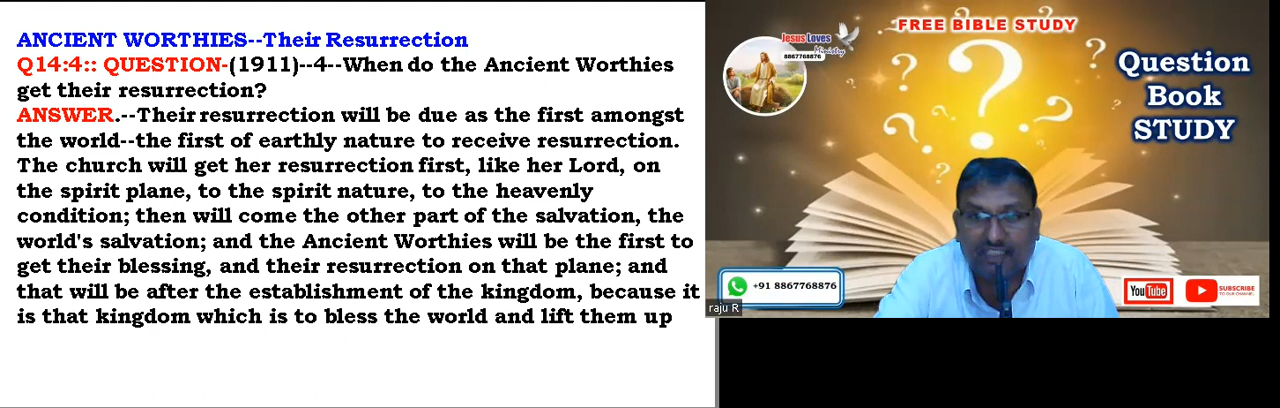 ANCIENT WORTHIES--Their Resurrection
Q14:4:: QUESTION-(1911)--4--When do the Ancient Worthies
get their resurrection?
ANSWER.--Their resurrection will be due as the first amongst
the world--the first of earthly nature to receive resurrection.
The church will get her resurrection first, like her Lord, on
the spirit plane, to the spirit nature, to the heavenly
condition; then will come the other part of the salvation, the
world's salvation; and the Ancient Worthies will be the first to
get their blessing, and their resurrection on that plane; and
that will be after the establishment of the kingdom, because it
is that kingdom which is to bless the world and lift them up
FREE BIBLE STUDY
Jesus Loves
Ministry
8867768876
Question
Book
STUDY
+91 8867768876
raju R
YouTube
SUBSCRIBE
TO OUR CHANNEL